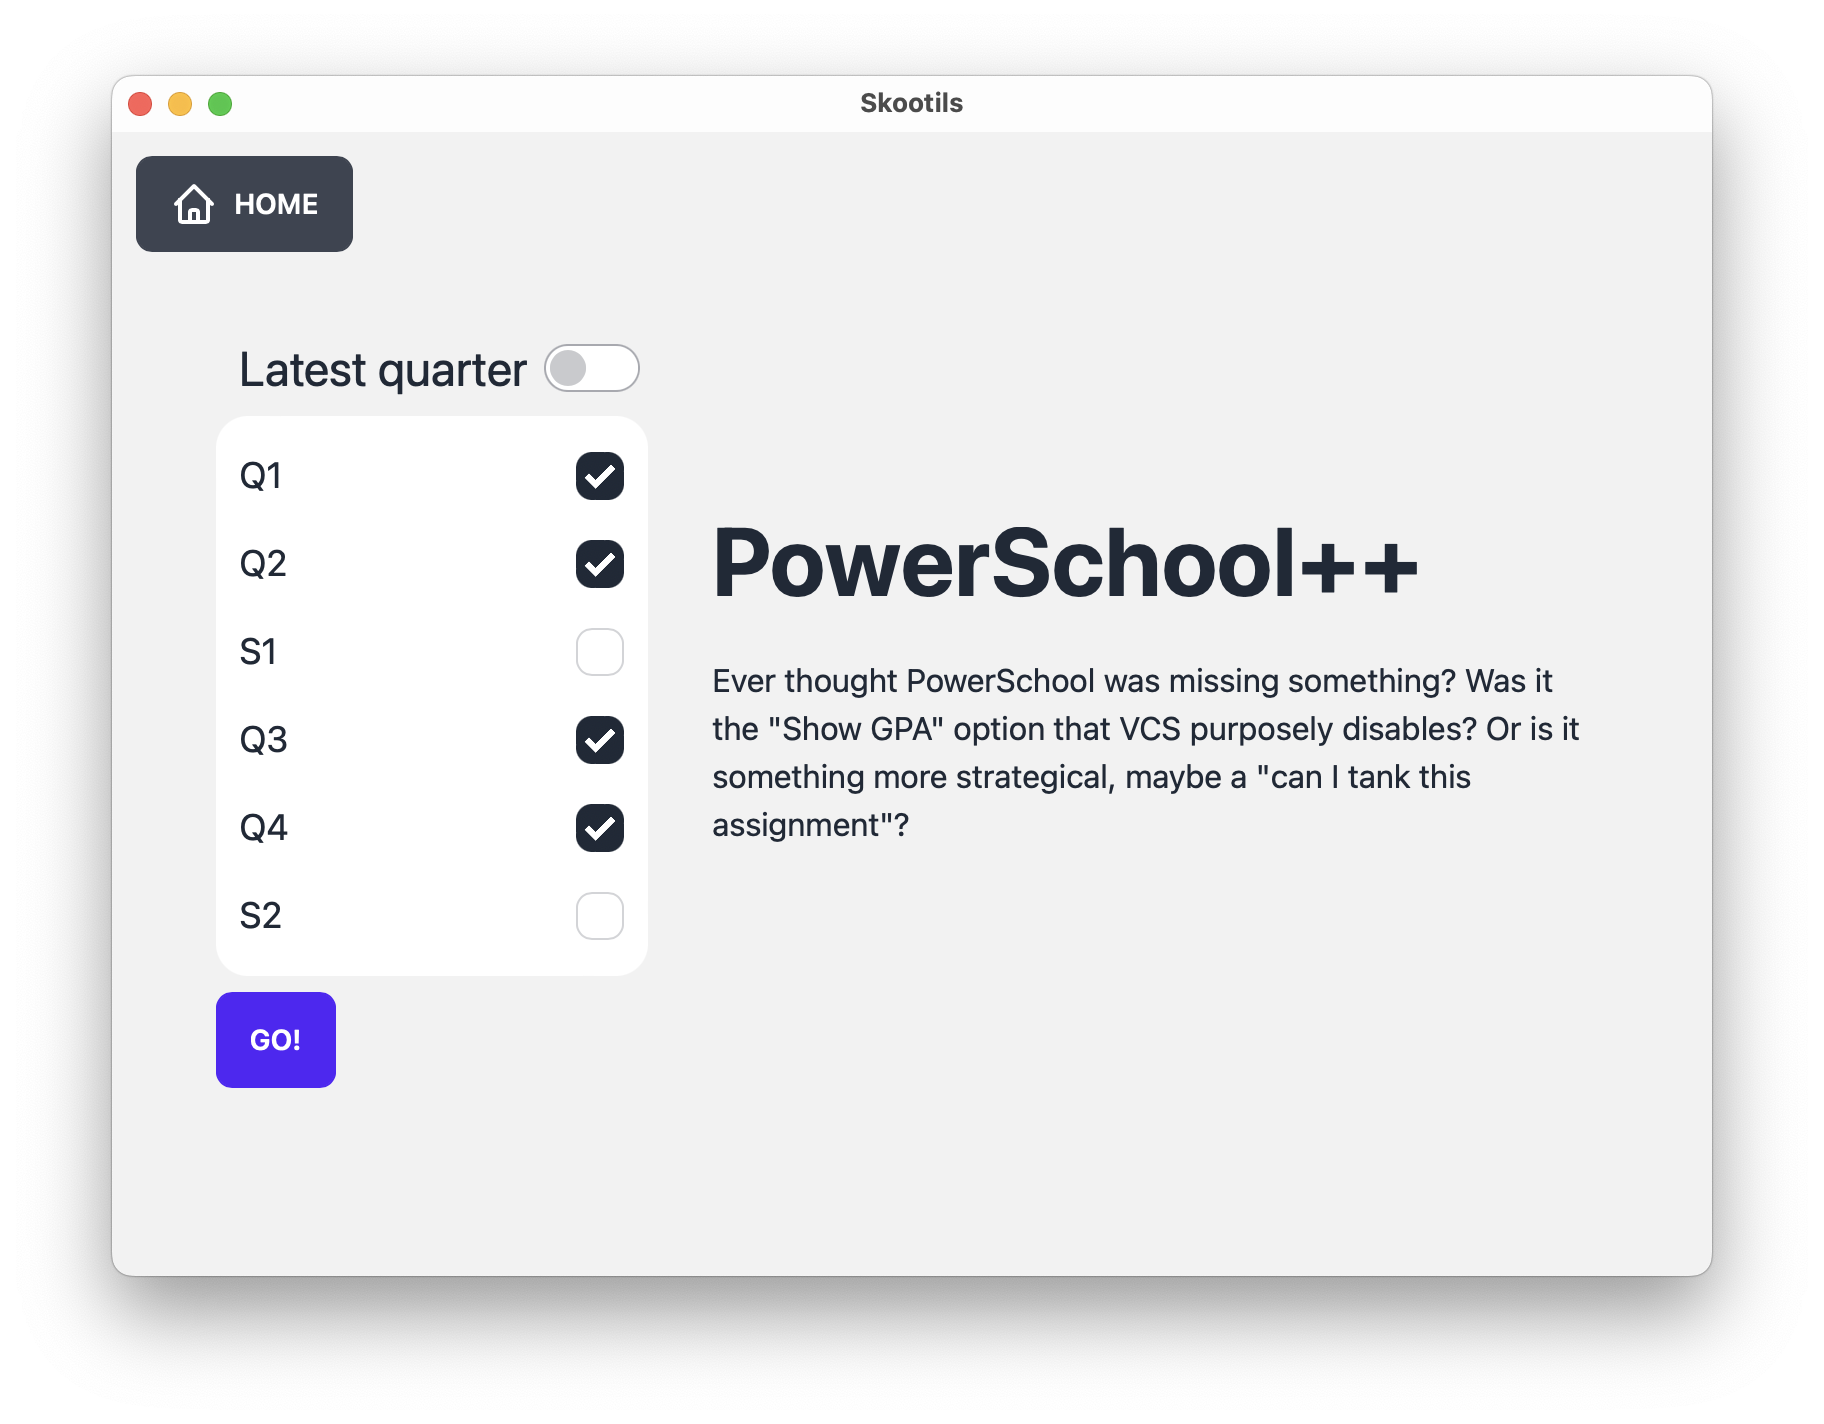 Skootils
HOME
Latest quarter
Q1
Q2
S1
Q3
Q4
S2
GO!
PowerSchool++
Ever thought PowerSchool was missing something? Was it
the "Show GPA" option that VCS purposely disables? Or is it
something more strategical, maybe a "can I tank this
assignment"?